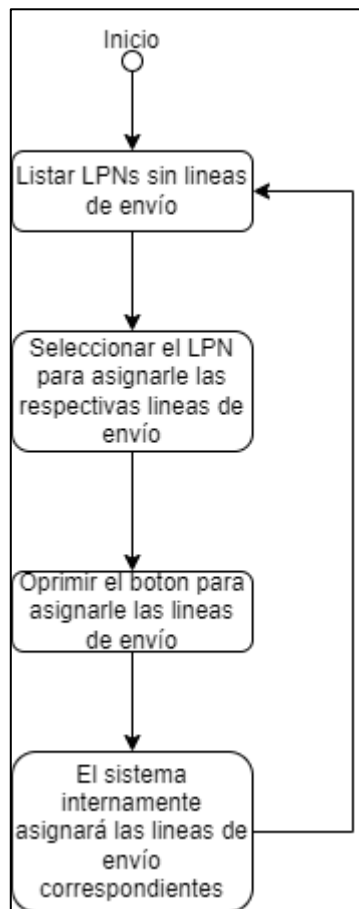 Inicio
Listar LPNs sin lineas
de envío
Seleccionar el LPN
para asignarle las
respectivas lineas de
envío
Oprimir el boton para
asignarle las lineas
de envío
El sistema
internamente
asignará las lineas de
envío
correspondientes